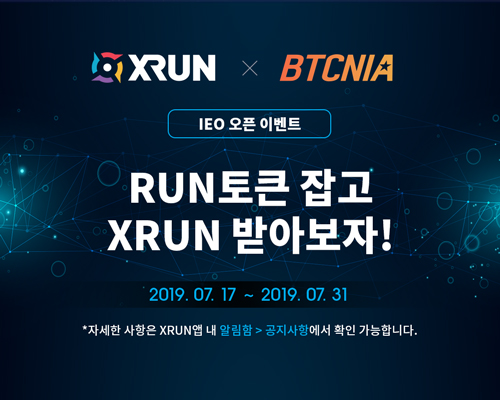 XRUN × BTCNIA
IEO 오픈 이벤트
RUN토큰 잡고
XRUN 받아보자!
2019. 07. 17 ~ 2019. 07. 31
*자세한 사항은 XRUN앱 내 알림함 > 공지사항에서 확인 가능합니다.